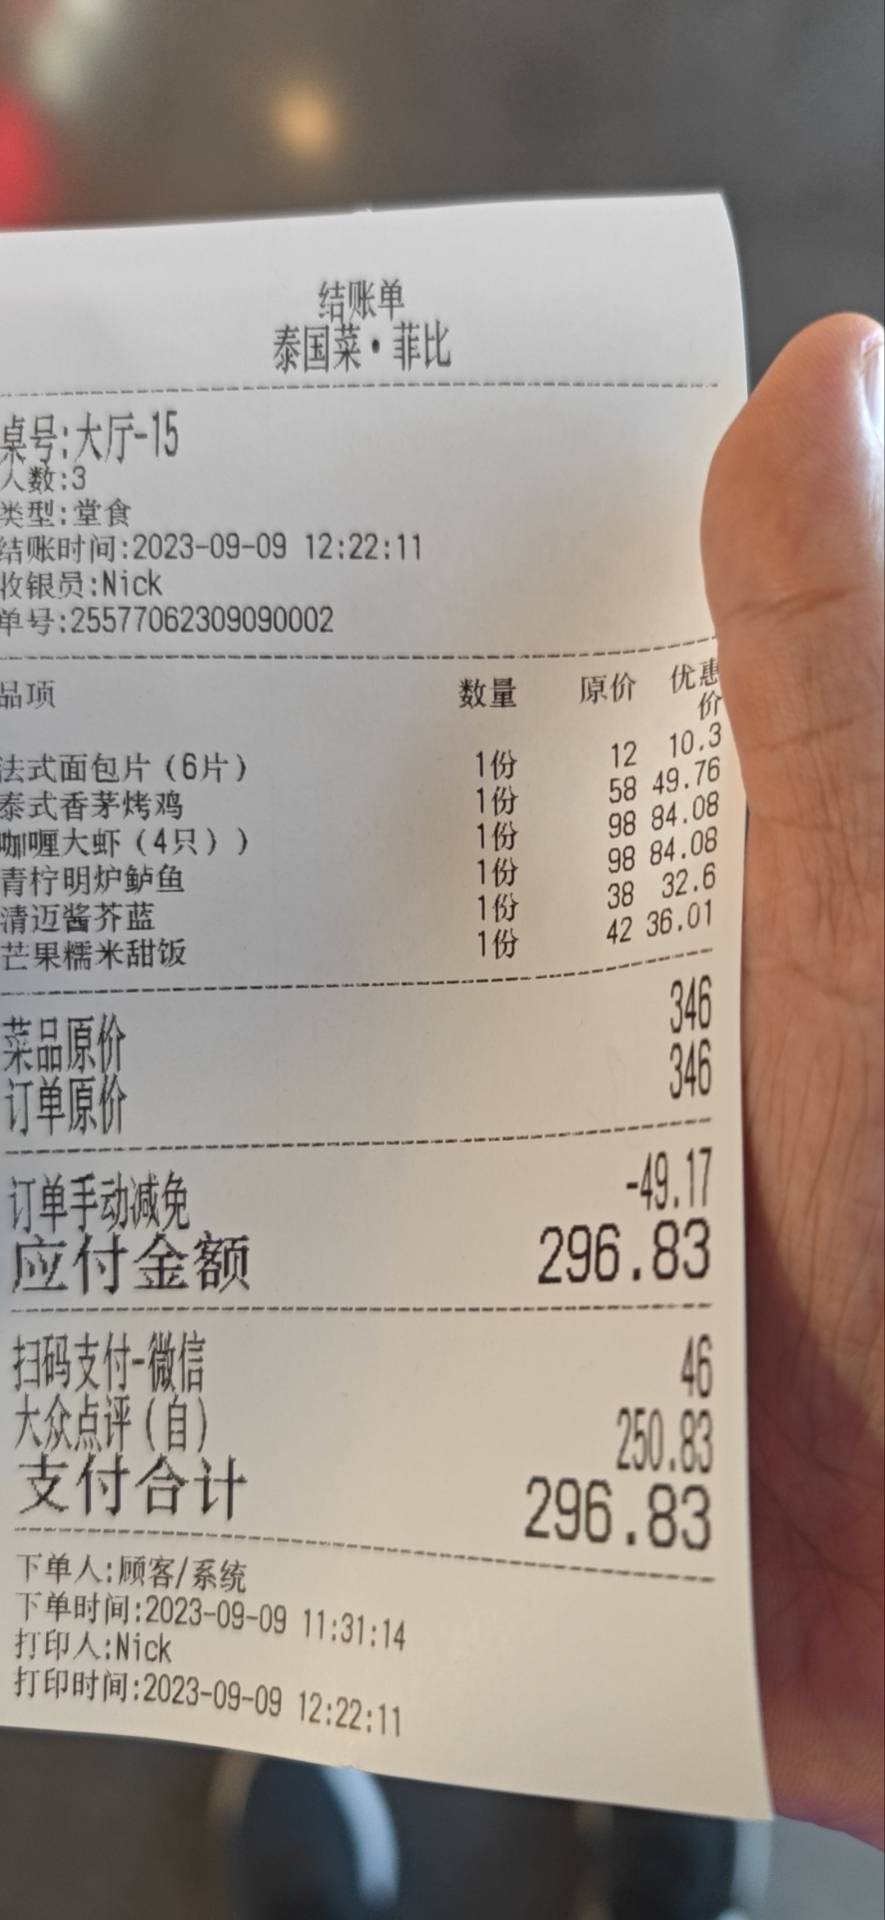 结账单
泰国菜·菲比
桌号:大厅-15
人数:3
类型:堂食
结账时间:2023-09-09 12:22:11
收银员:Nick
单号:25577062309090002
品项 数量 原价 优惠价
法式面包片(6片) 1份 12 10.3
泰式香茅烤鸡 1份 58 49.76
咖喱大虾(4只)) 1份 98 84.08
青柠明炉鲈鱼 1份 98 84.08
清迈酱芥蓝 1份 38 32.6
芒果糯米甜饭 1份 42 36.01
菜品原价 346
订单原价 346
订单手动减免 -49.17
应付金额 296.83
扫码支付-微信 46
大众点评(自) 250.83
支付合计 296.83
下单人:顾客/系统
下单时间:2023-09-09 11:31:14
打印人:Nick
打印时间:2023-09-09 12:22:11